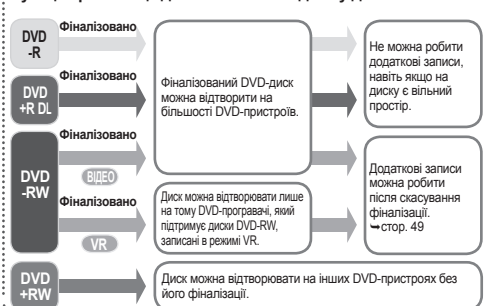 DVD
-R
Фіналізовано
DVD
+R DL
Фіналізовано
Фіналізований DVD-диск
можна відтворити на
більшості DVD-пристроїв.
Не можна робити
додаткові записи,
навіть якщо на
диску є вільний
простір.
DVD
-RW
Фіналізовано
ВІДЕО
Фіналізовано
VR
Диск можна відтворювати лише
на тому DVD-програвачі, який
підтримує диски DVD-RW,
записані в режимі VR.
Додаткові записи
можна робити
після скасування
фіналізації.
➥стор. 49
DVD
+RW
Диск можна відтворювати на інших DVD-пристроях без
його фіналізації.